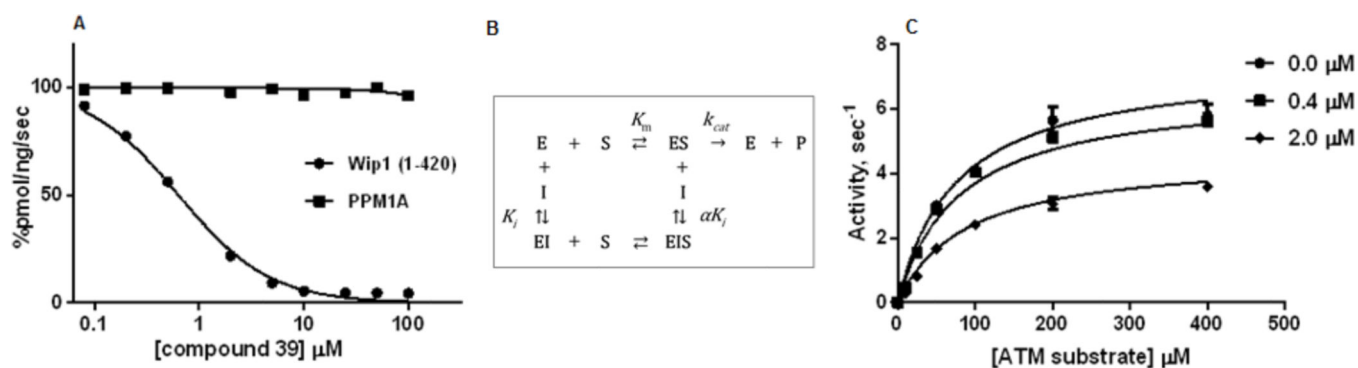 A
100
50
0
%pmol/ng/sec
Wip1 (1-420)
PPM1A
0.1 1 10 100
[compound 39] μM
B
K_m k_cat
E + S ⇄ ES → E + P
+ +
I I
K_i ⇅ ⇅ αK_i
EI + S ⇄ EIS
C
8
6
4
2
0
Activity, sec⁻¹
0.0 μM
0.4 μM
2.0 μM
0 100 200 300 400 500
[ATM substrate] μM